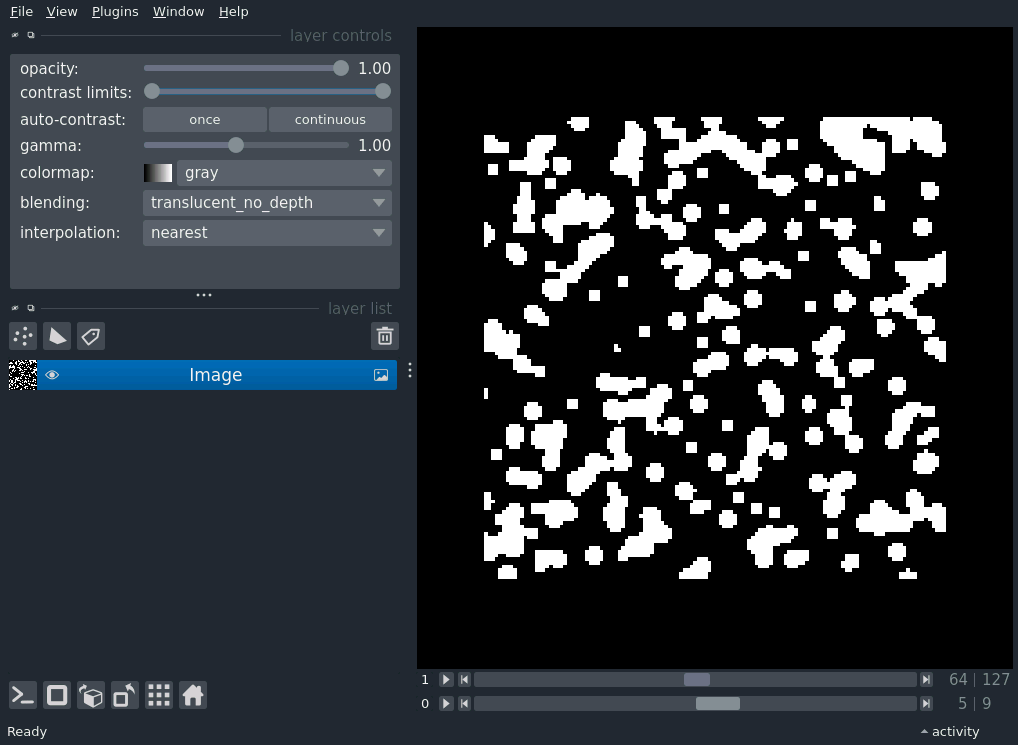 File View Plugins Window Help
layer controls
opacity: 1.00
contrast limits:
auto-contrast: once continuous
gamma: 1.00
colormap: gray
blending: translucent_no_depth
interpolation: nearest
layer list
Image
1 64 | 127
0 5 | 9
Ready activity